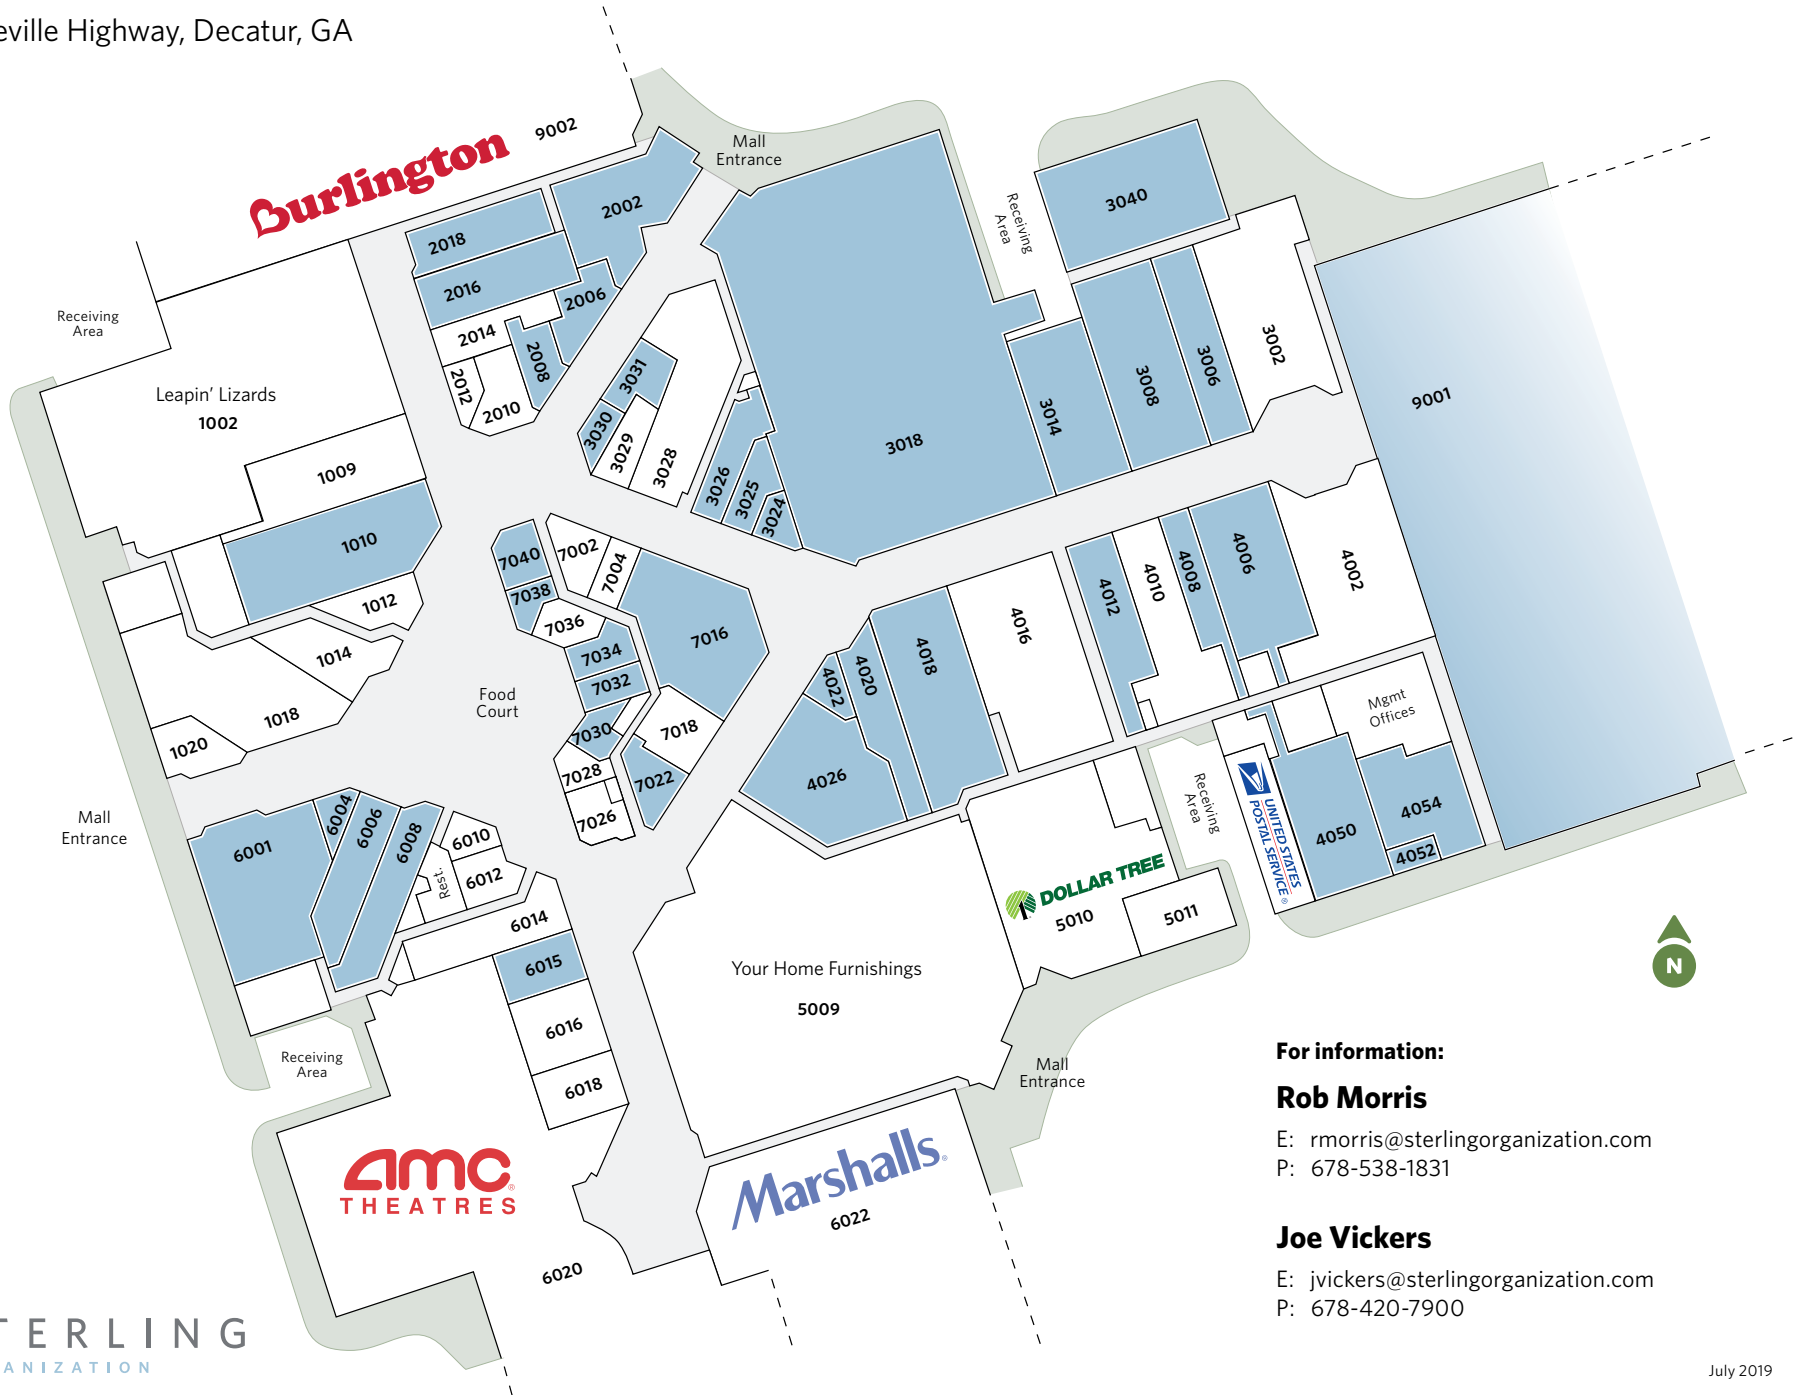 eville Highway, Decatur, GA
Burlington
9002
Mall
Entrance
2002
2018
2016
2006
2014
2008
2012
2010
Receiving
Area
3040
3002
3006
3008
3014
3018
9001
Receiving
Area
Leapin' Lizards
1002
1009
1010
1012
1014
1018
1020
3031
3030
3029
3028
3026
3025
3024
7040
7038
7036
7034
7032
7030
7028
7026
7002
7004
7016
7018
7022
Food
Court
4002
4006
4008
4010
4012
4016
4018
4020
4022
4026
Mgmt
Offices
Receiving
Area
UNITED STATES
POSTAL SERVICE®
4050
4054
4052
Mall
Entrance
6001
6004
6006
6008
6010
6012
Rest.
6014
6015
6016
6018
DOLLAR TREE
5010
5011
Your Home Furnishings
5009
Receiving
Area
Mall
Entrance
AMC®
THEATRES
6020
Marshalls®
6022
N
For information:
Rob Morris
E: rmorris@sterlingorganization.com
P: 678-538-1831
Joe Vickers
E: jvickers@sterlingorganization.com
P: 678-420-7900
TERLING
ANIZATION
July 2019